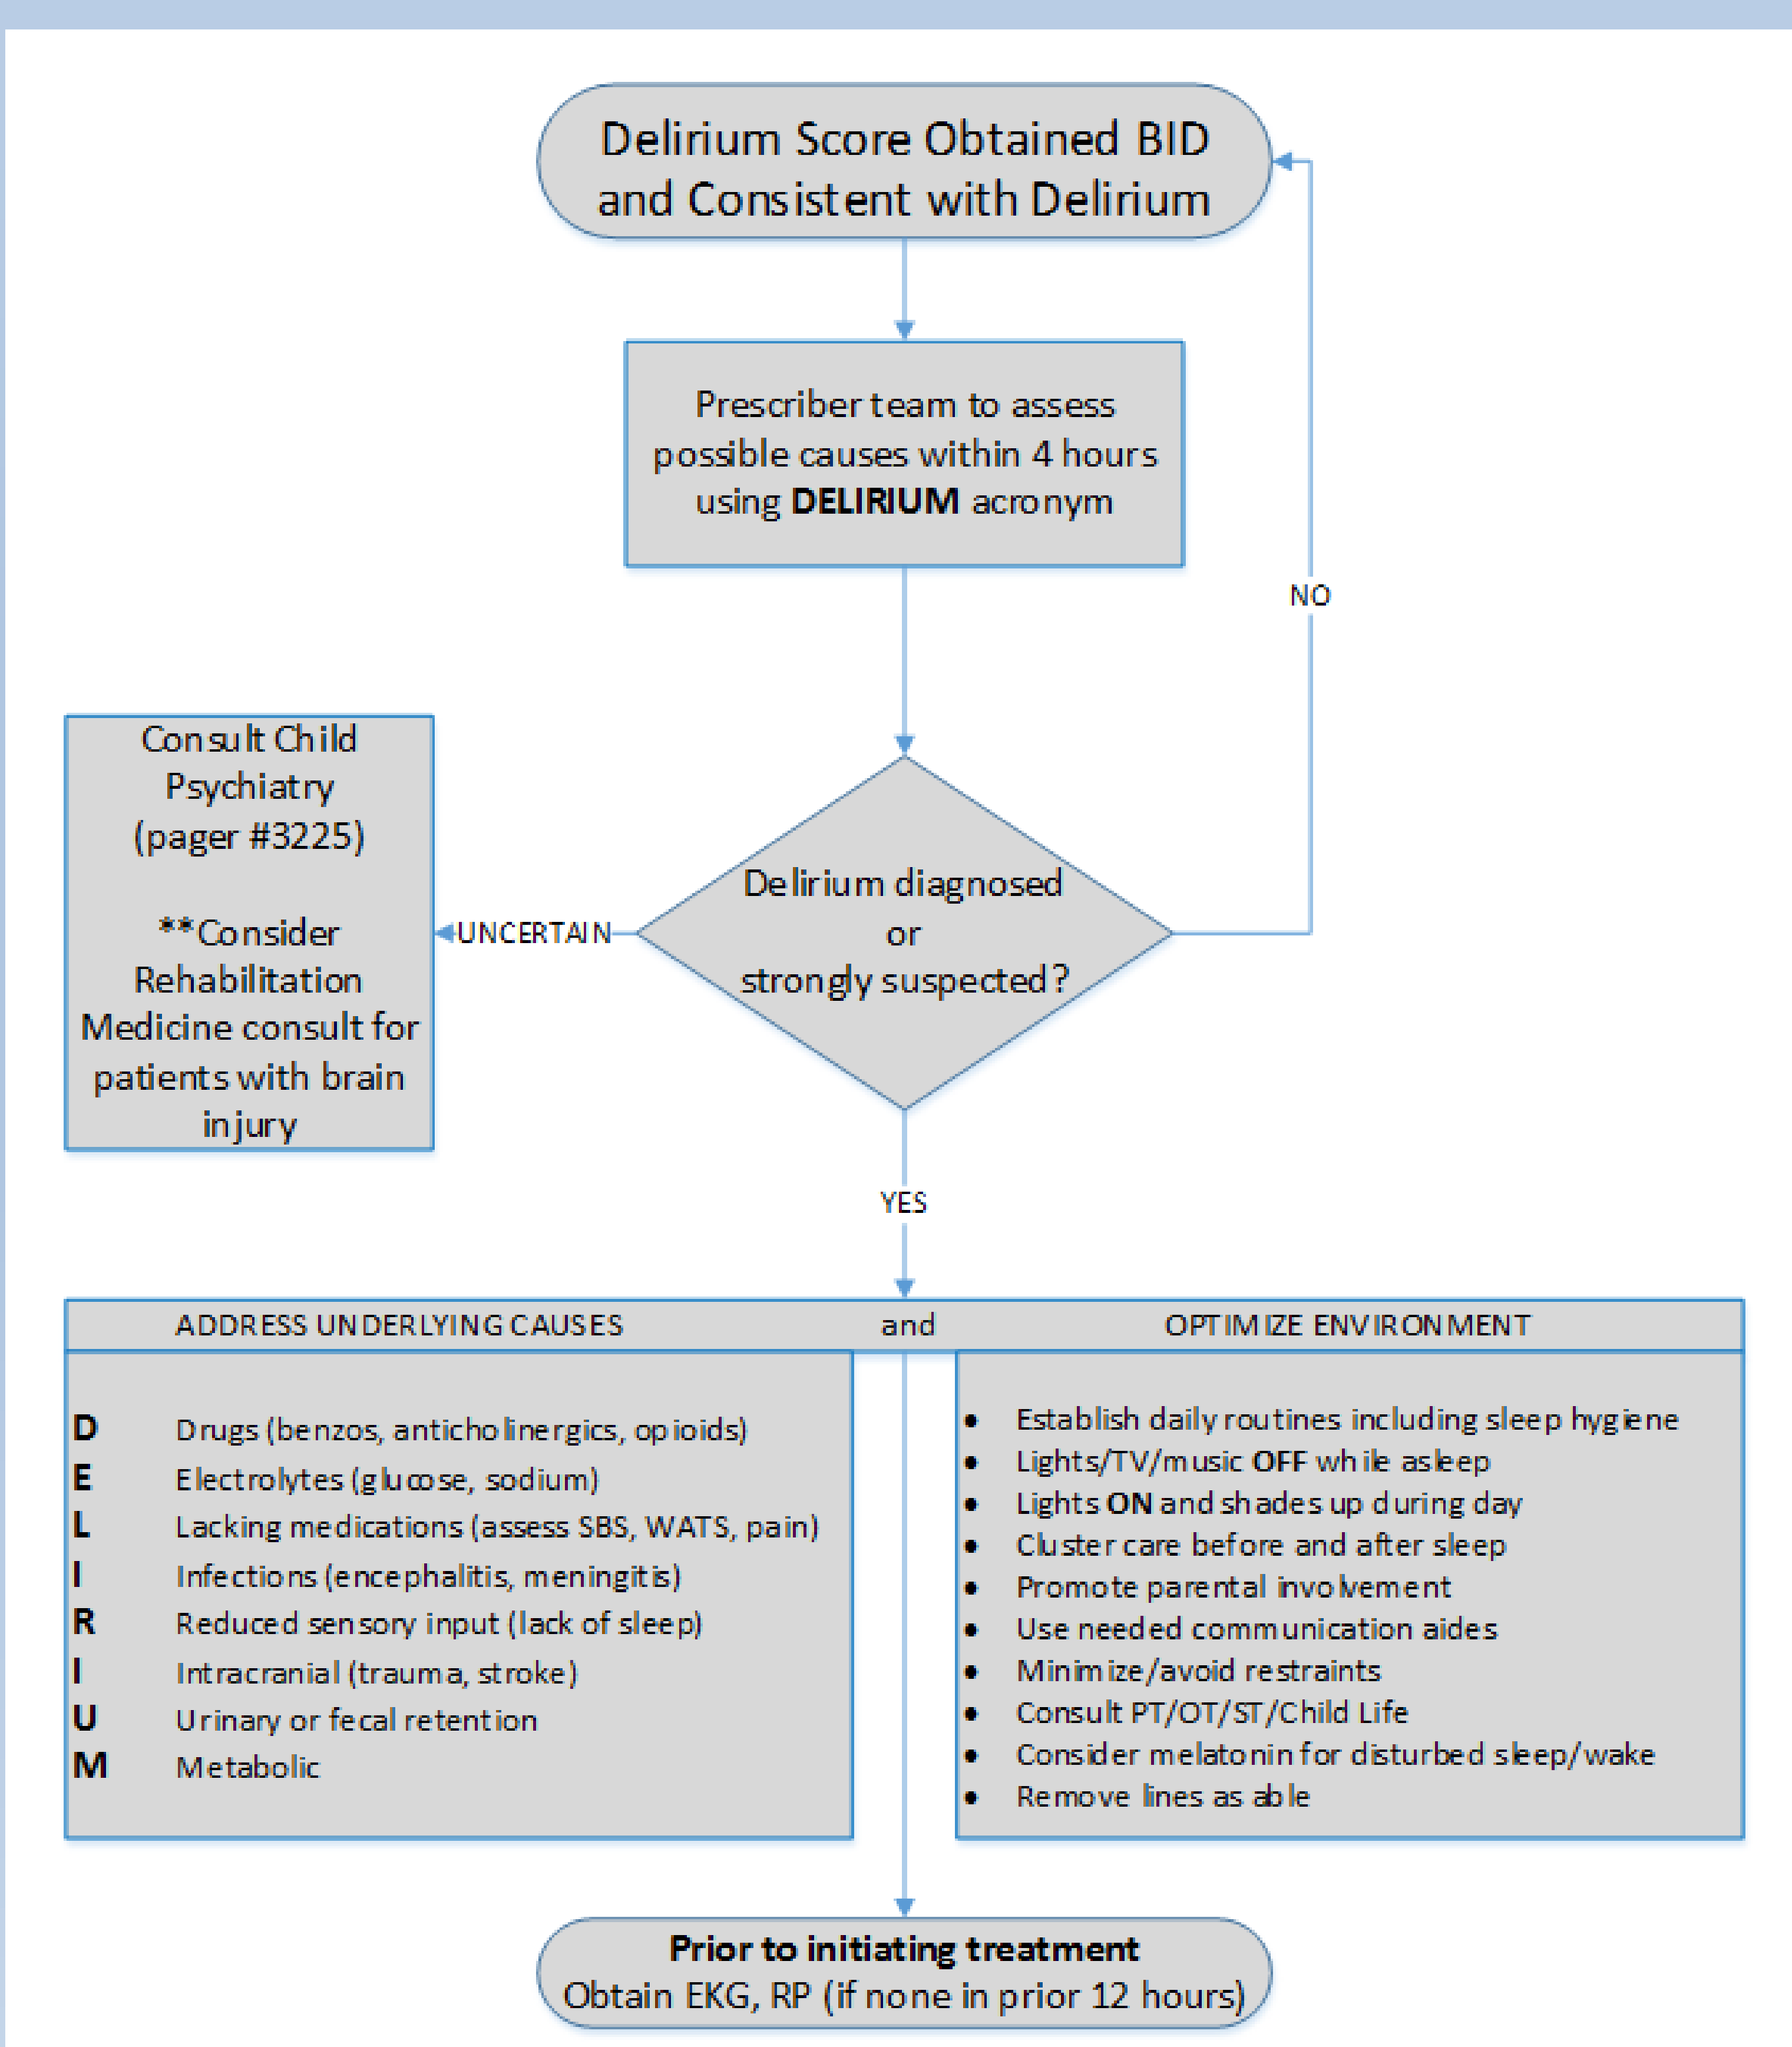 Delirium Score Obtained BID
and Consistent with Delirium
Prescriber team to assess
possible causes within 4 hours
using DELIRIUM acronym
NO
Consult Child
Psychiatry
(pager #3225)
**Consider
Rehabilitation
Medicine consult for
patients with brain
injury
UNCERTAIN
Delirium diagnosed
or
strongly suspected?
YES
ADDRESS UNDERLYING CAUSES and OPTIMIZE ENVIRONMENT
D Drugs (benzos, anticholinergics, opioids)
E Electrolytes (glucose, sodium)
L Lacking medications (assess SBS, WATS, pain)
I Infections (encephalitis, meningitis)
R Reduced sensory input (lack of sleep)
I Intracranial (trauma, stroke)
U Urinary or fecal retention
M Metabolic
• Establish daily routines including sleep hygiene
• Lights/TV/music OFF while asleep
• Lights ON and shades up during day
• Cluster care before and after sleep
• Promote parental involvement
• Use needed communication aides
• Minimize/avoid restraints
• Consult PT/OT/ST/Child Life
• Consider melatonin for disturbed sleep/wake
• Remove lines as able
Prior to initiating treatment
Obtain EKG, RP (if none in prior 12 hours)